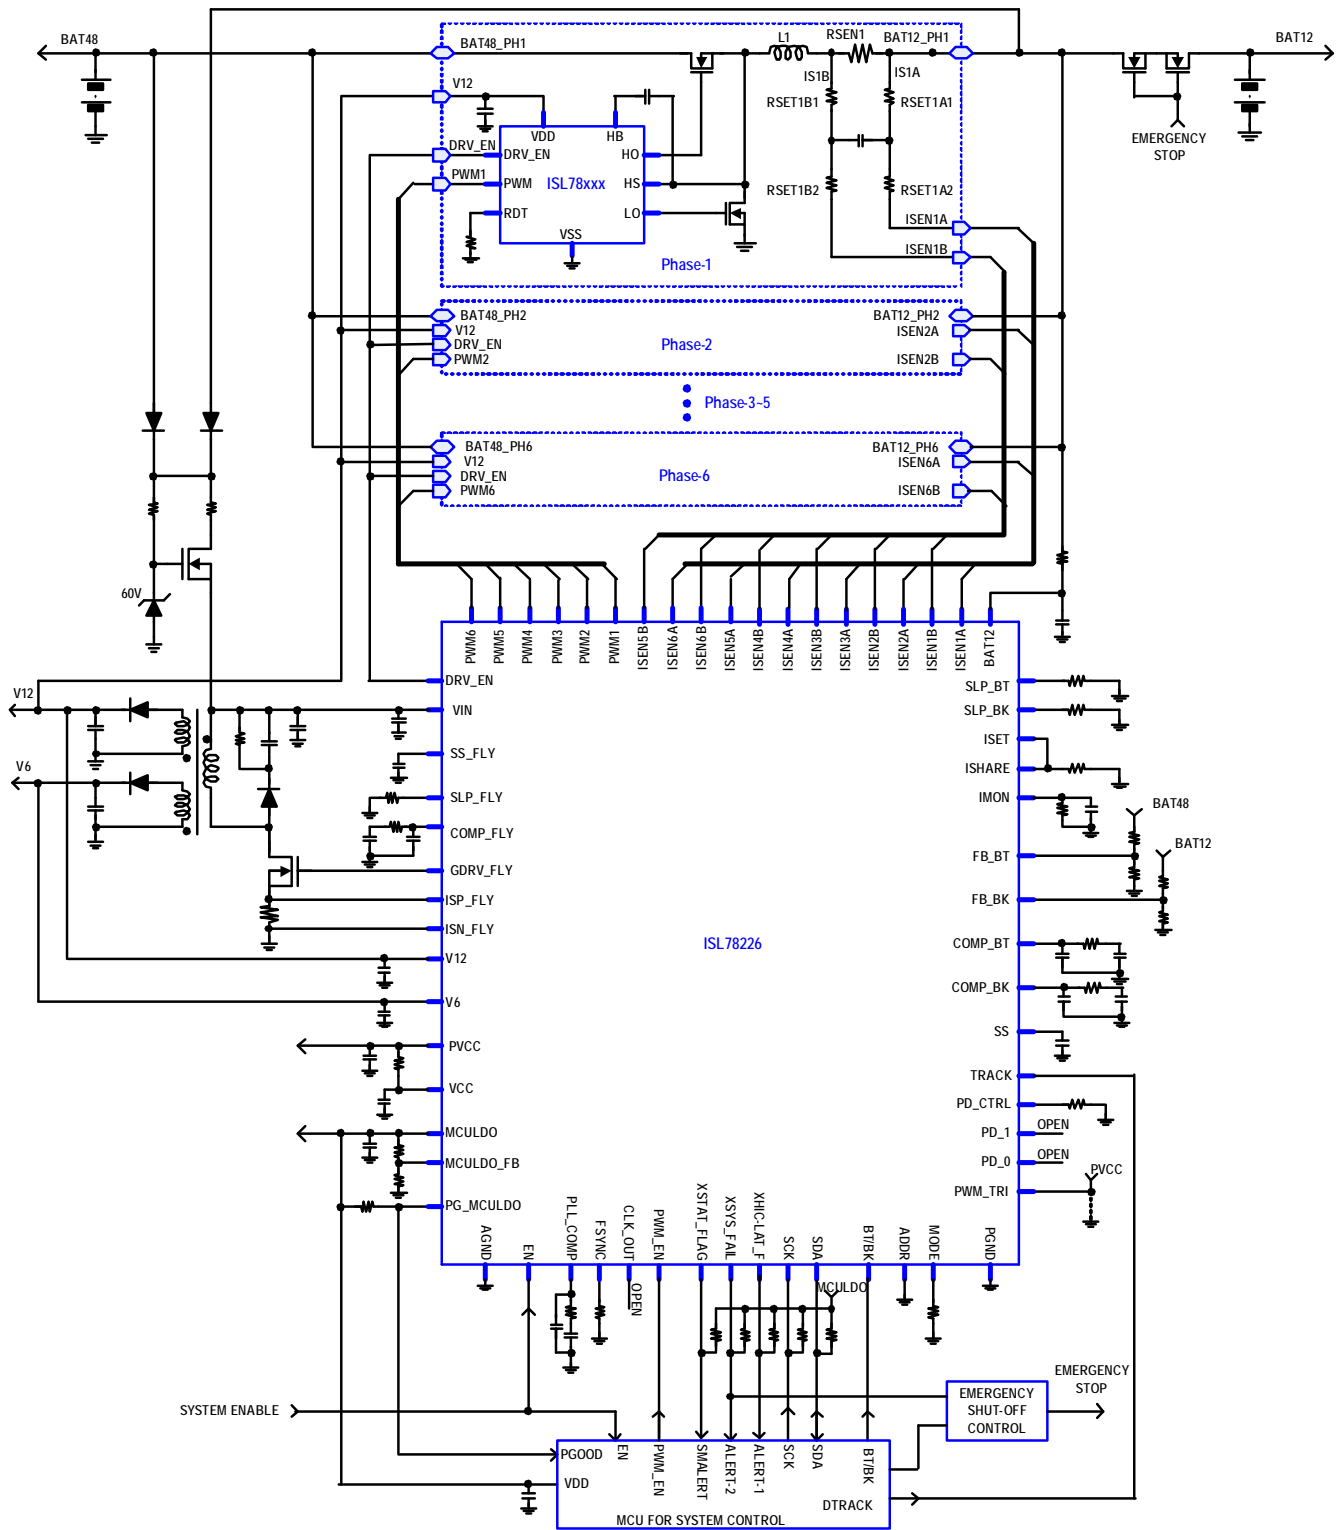 BAT48
BAT48_PH1
L1
RSEN1
BAT12_PH1
BAT12
V12
IS1B
IS1A
RSET1B1
RSET1A1
VDD
HB
EMERGENCY
STOP
DRV_EN
DRV_EN
HO
PWM1
PWM
ISL78xxx
HS
RSET1B2
RSET1A2
RDT
LO
ISEN1A
VSS
ISEN1B
Phase-1
BAT48_PH2
BAT12_PH2
V12
ISEN2A
DRV_EN
Phase-2
PWM2
ISEN2B
Phase-3~5
BAT48_PH6
BAT12_PH6
V12
ISEN6A
DRV_EN
Phase-6
PWM6
ISEN6B
60V
PWM6
PWM5
PWM4
PWM3
PWM2
PWM1
ISEN5B
ISEN6A
ISEN6B
ISEN5A
ISEN4B
ISEN4A
ISEN3B
ISEN3A
ISEN2B
ISEN2A
ISEN1B
ISEN1A
BAT12
DRV_EN
SLP_BT
V12
VIN
SLP_BK
ISET
SS_FLY
V6
ISHARE
SLP_FLY
IMON
BAT48
COMP_FLY
BAT12
FB_BT
GDRV_FLY
ISP_FLY
FB_BK
ISN_FLY
ISL78226
COMP_BT
V12
COMP_BK
V6
SS
PVCC
TRACK
VCC
PD_CTRL
OPEN
MCULDO
PD_1
OPEN
MCULDO_FB
PD_0
PVCC
PWM_TRI
PG_MCULDO
AGND
EN
PLL_COMP
FSYNC
CLK_OUT
PWM_EN
XSTAT_FLAG
XSYS_FAIL
XHIC-LAT_F
SCK
SDA
BT/BK
ADDR
MODE
PGND
OPEN
MCULDO
EMERGENCY
STOP
EMERGENCY
SHUT-OFF
CONTROL
SYSTEM ENABLE
PGOOD
EN
PWM_EN
SMALERT
ALERT-2
ALERT-1
SCK
SDA
BT/BK
VDD
DTRACK
MCU FOR SYSTEM CONTROL